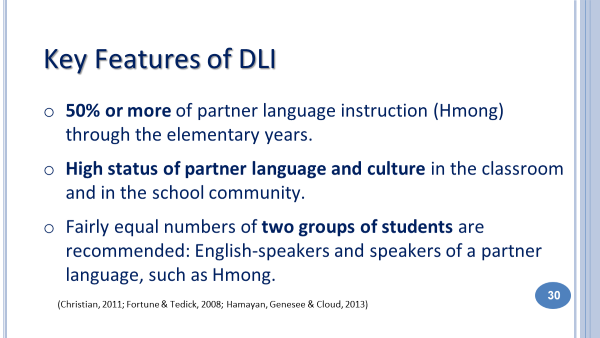 Key Features of DLI
○ 50% or more of partner language instruction (Hmong)
through the elementary years.
○ High status of partner language and culture in the classroom
and in the school community.
○ Fairly equal numbers of two groups of students are
recommended: English-speakers and speakers of a partner
language, such as Hmong.
(Christian, 2011; Fortune & Tedick, 2008; Hamayan, Genesee & Cloud, 2013)
30